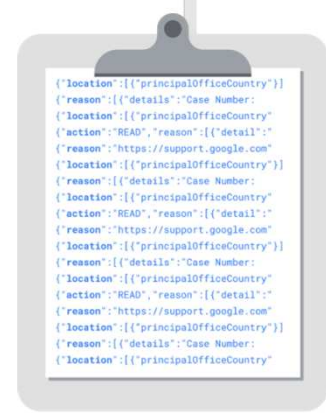 {"location":[{"principalOfficeCountry"}]
{"reason":[{"details":"Case Number:
{"location":[{"principalOfficeCountry"
{"action":"READ","reason":[{"detail":"
{"reason":"https://support.google.com"
{"location":[{"principalOfficeCountry"}]
{"reason":[{"details":"Case Number:
{"location":[{"principalOfficeCountry"
{"action":"READ","reason":[{"detail":"
{"reason":"https://support.google.com"
{"location":[{"principalOfficeCountry"}]
{"reason":[{"details":"Case Number:
{"location":[{"principalOfficeCountry"
{"action":"READ","reason":[{"detail":"
{"reason":"https://support.google.com"
{"location":[{"principalOfficeCountry"}]
{"reason":[{"details":"Case Number:
{"location":[{"principalOfficeCountry"